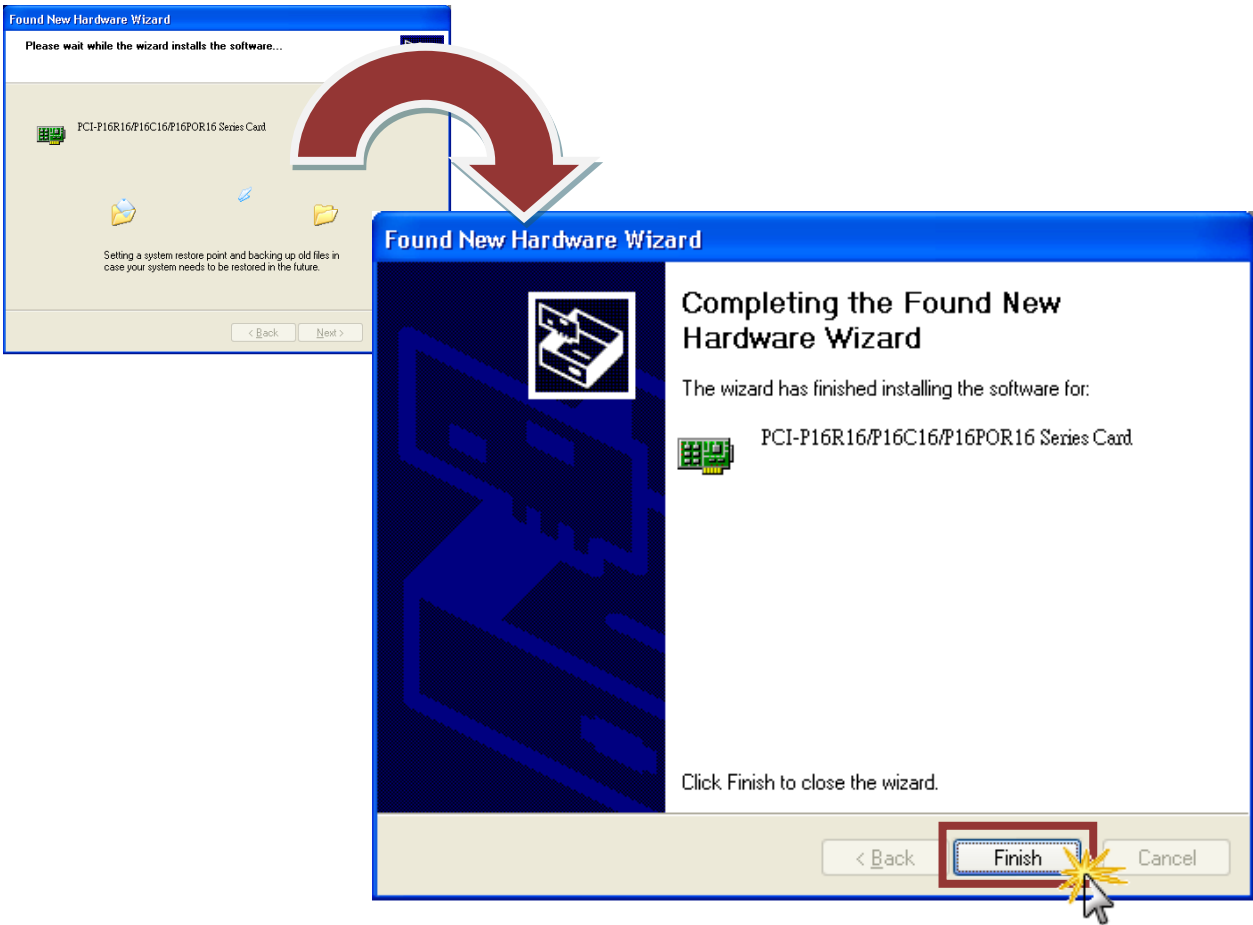 Found New Hardware Wizard
Please wait while the wizard installs the software...
PCI-P16R16/P16C16/P16POR16 Series Card
Setting a system restore point and backing up old files in
case your system needs to be restored in the future.
< Back
Next >
Found New Hardware Wizard
Completing the Found New
Hardware Wizard
The wizard has finished installing the software for:
PCI-P16R16/P16C16/P16POR16 Series Card
Click Finish to close the wizard.
< Back
Finish
Cancel